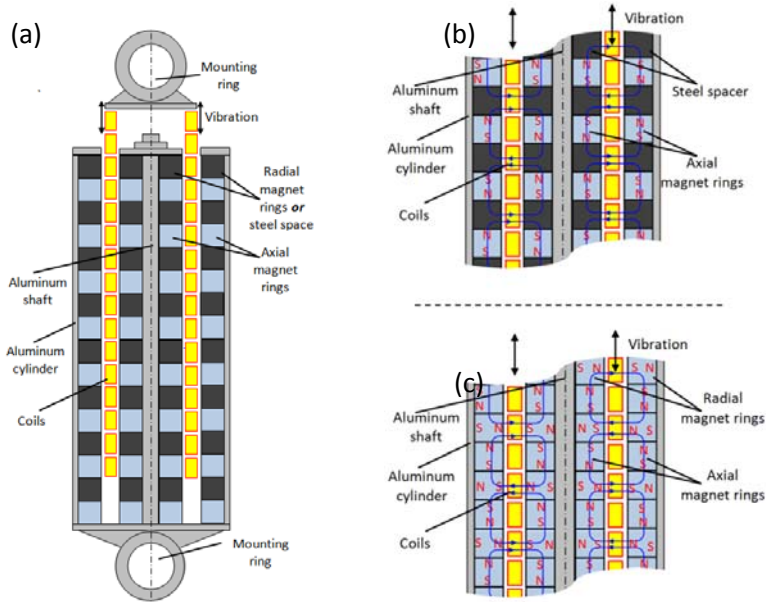 (a)
Mounting
ring
Vibration
Radial
magnet
rings or
steel space
Axial
magnet
rings
Aluminum
shaft
Aluminum
cylinder
Coils
Mounting
ring
(b)
Vibration
Aluminum
shaft
Steel spacer
Aluminum
cylinder
Axial
magnet rings
Coils
(c)
Vibration
Aluminum
shaft
Radial
magnet rings
Aluminum
cylinder
Axial
magnet rings
Coils
S N S N
S N S N
N S N S
S N S N